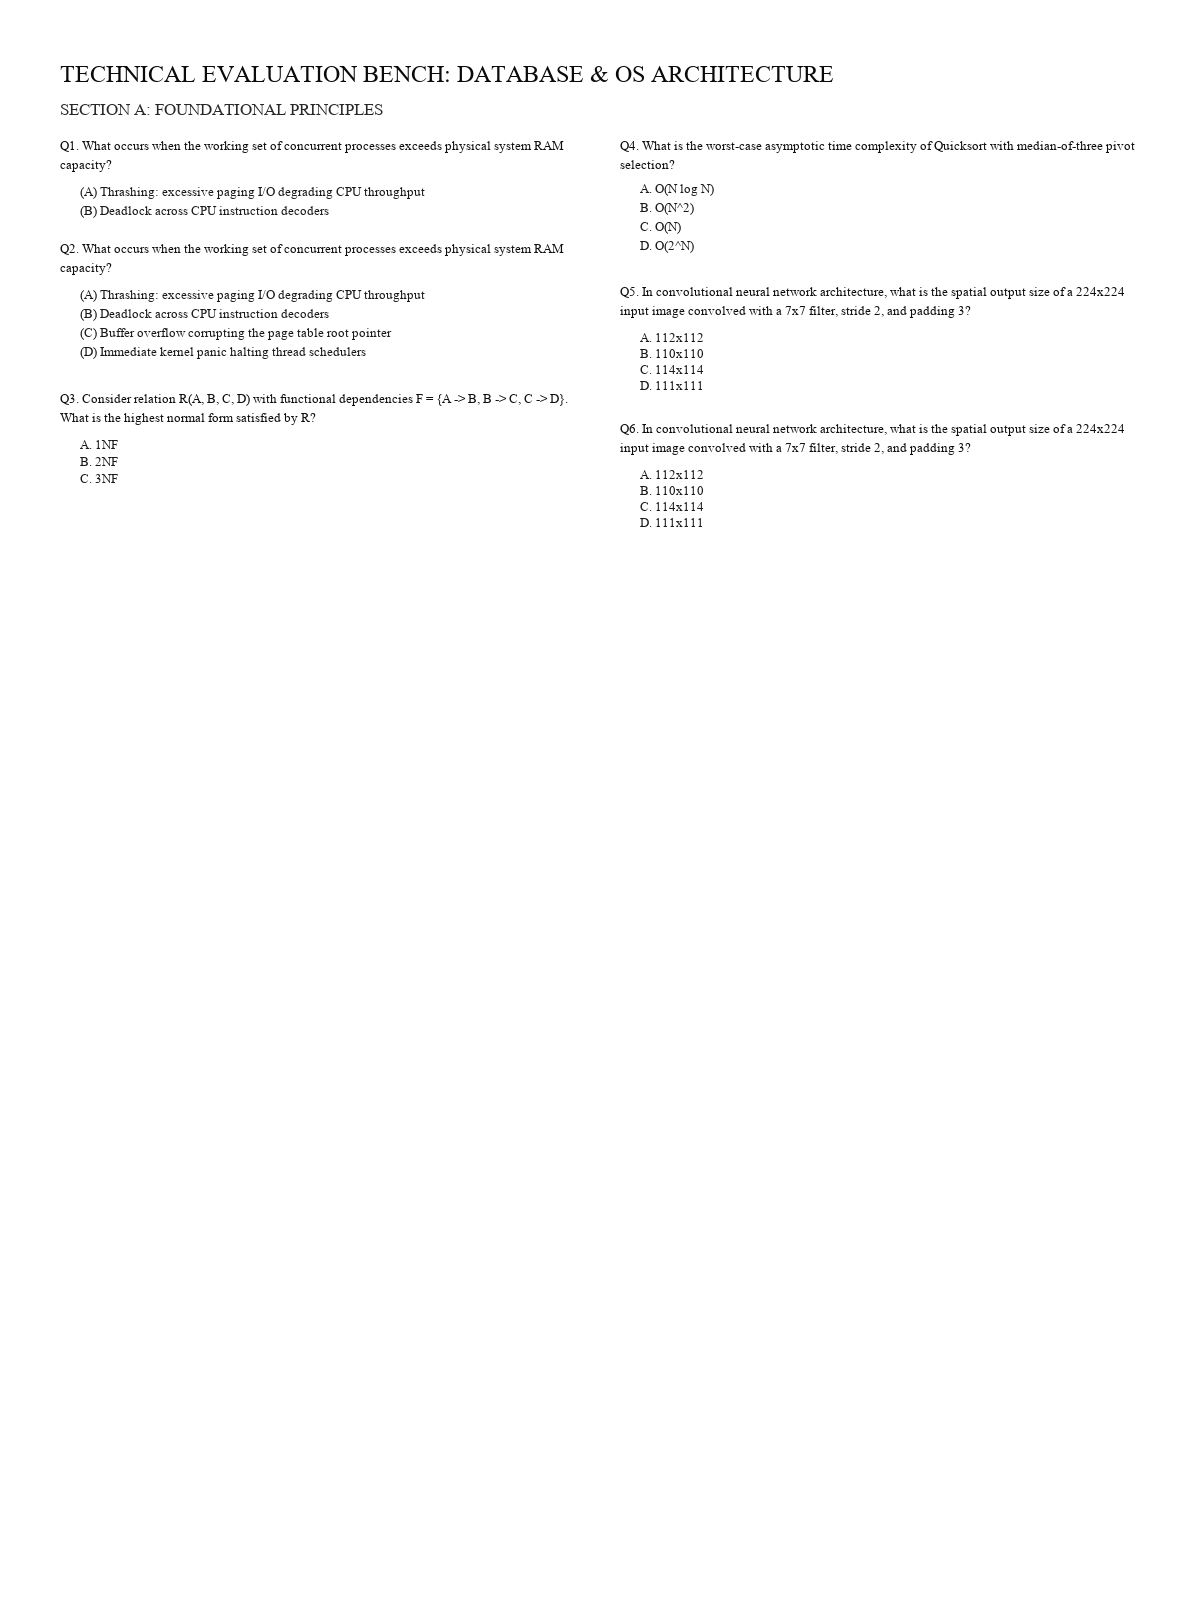 TECHNICAL EVALUATION BENCH: DATABASE & OS ARCHITECTURE
SECTION A: FOUNDATIONAL PRINCIPLES
Q1. What occurs when the working set of concurrent processes exceeds physical system RAM
capacity?
(A) Thrashing: excessive paging I/O degrading CPU throughput
(B) Deadlock across CPU instruction decoders
Q2. What occurs when the working set of concurrent processes exceeds physical system RAM
capacity?
(A) Thrashing: excessive paging I/O degrading CPU throughput
(B) Deadlock across CPU instruction decoders
(C) Buffer overflow corrupting the page table root pointer
(D) Immediate kernel panic halting thread schedulers
Q3. Consider relation R(A, B, C, D) with functional dependencies F = {A -> B, B -> C, C -> D}.
What is the highest normal form satisfied by R?
A. 1NF
B. 2NF
C. 3NF
Q4. What is the worst-case asymptotic time complexity of Quicksort with median-of-three pivot
selection?
A. O(N log N)
B. O(N^2)
C. O(N)
D. O(2^N)
Q5. In convolutional neural network architecture, what is the spatial output size of a 224x224
input image convolved with a 7x7 filter, stride 2, and padding 3?
A. 112x112
B. 110x110
C. 114x114
D. 111x111
Q6. In convolutional neural network architecture, what is the spatial output size of a 224x224
input image convolved with a 7x7 filter, stride 2, and padding 3?
A. 112x112
B. 110x110
C. 114x114
D. 111x111